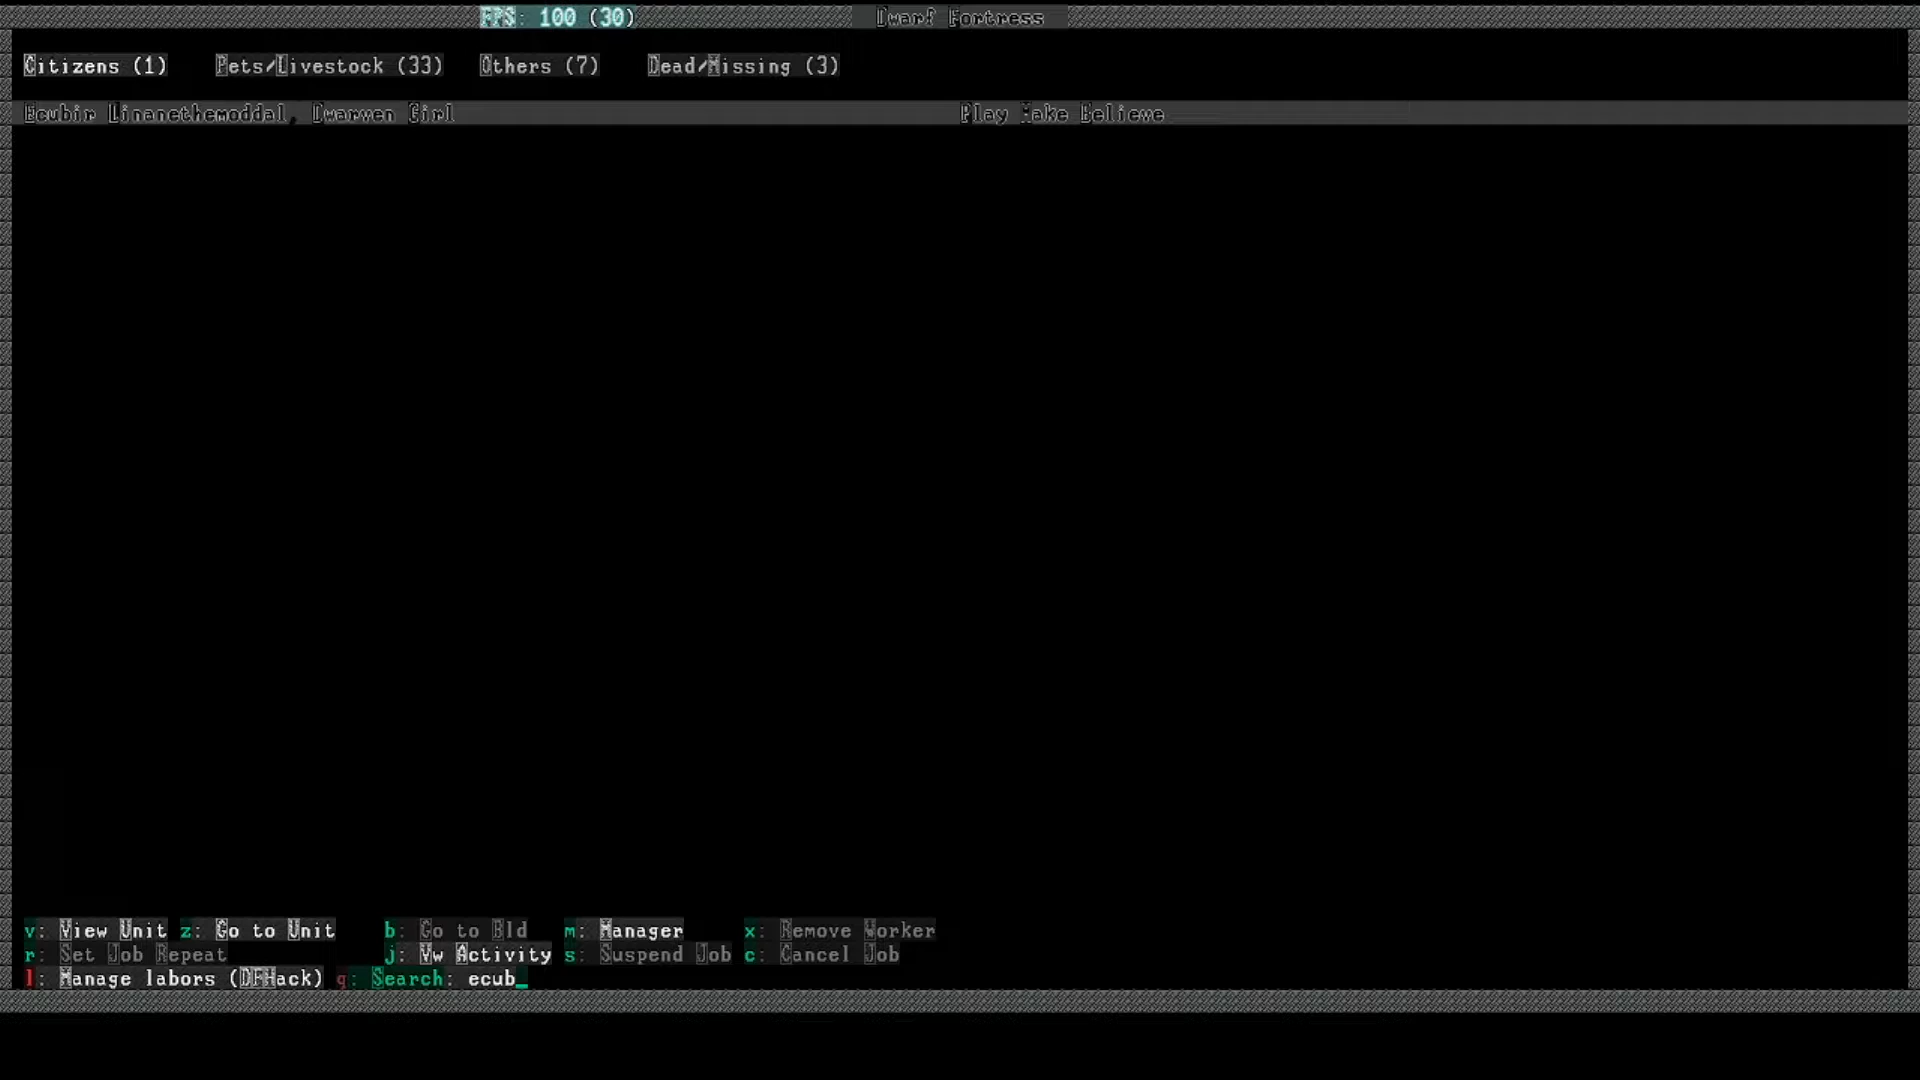 FPS: 100 (30) Dwarf Fortress
Citizens (1) Pets/Livestock (33) Others (7) Dead/Missing (3)
Ecubir Linanethemoddal, Dwarven Girl Play Make Believe
v: View Unit z: Go to Unit b: Go to Bld m: Manager x: Remove Worker
r: Set Job Repeat j: Vw Activity s: Suspend Job c: Cancel Job
l: Manage labors (DFHack) q: Search: ecub_